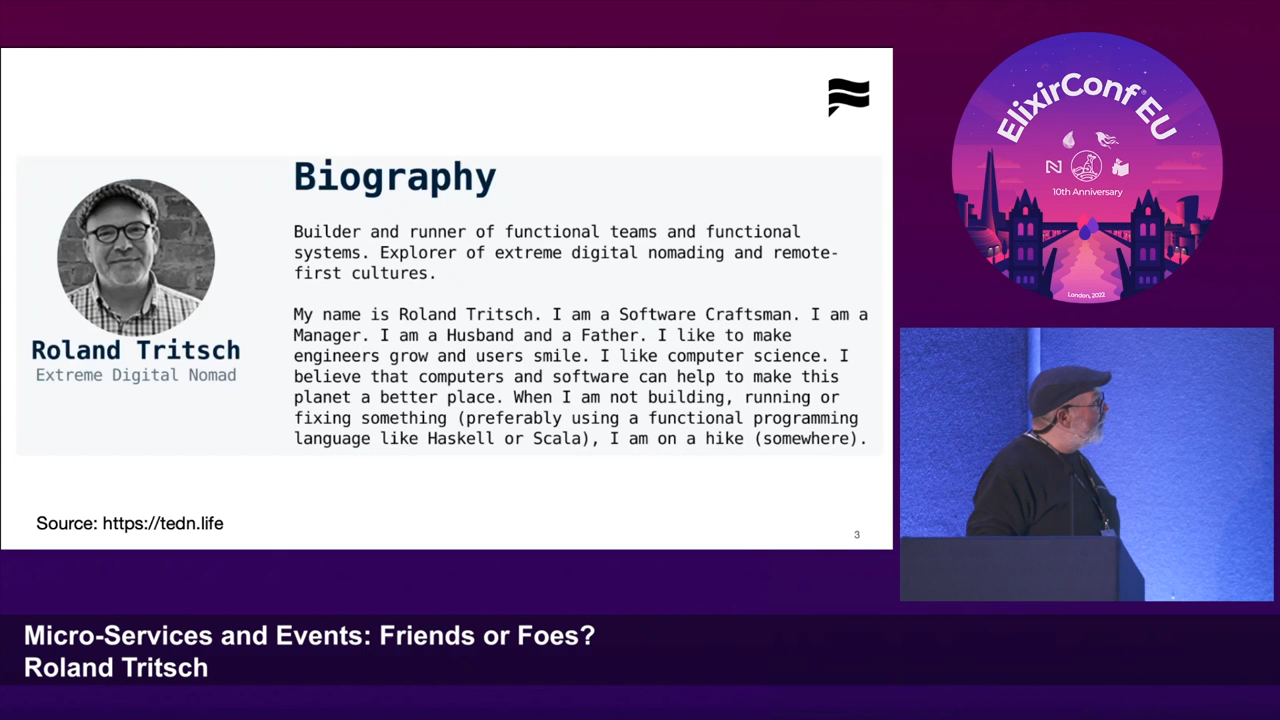 Biography
Builder and runner of functional teams and functional
systems. Explorer of extreme digital nomading and remote-
first cultures.
My name is Roland Tritsch. I am a Software Craftsman. I am a
Manager. I am a Husband and a Father. I like to make
engineers grow and users smile. I like computer science. I
believe that computers and software can help to make this
planet a better place. When I am not building, running or
fixing something (preferably using a functional programming
language like Haskell or Scala), I am on a hike (somewhere).
Roland Tritsch
Extreme Digital Nomad
Source: https://tedn.life
3
ElixirConf® EU
10th Anniversary
London, 2022
Micro-Services and Events: Friends or Foes?
Roland Tritsch